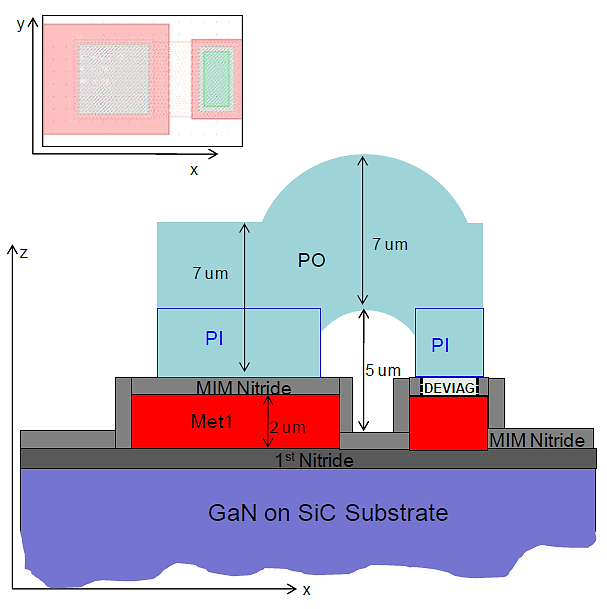 y
x
z
7 um
PO
7 um
PI
PI
5 um
MIM Nitride
DEVIAG
Met1
2 um
MIM Nitride
1st Nitride
GaN on SiC Substrate
x